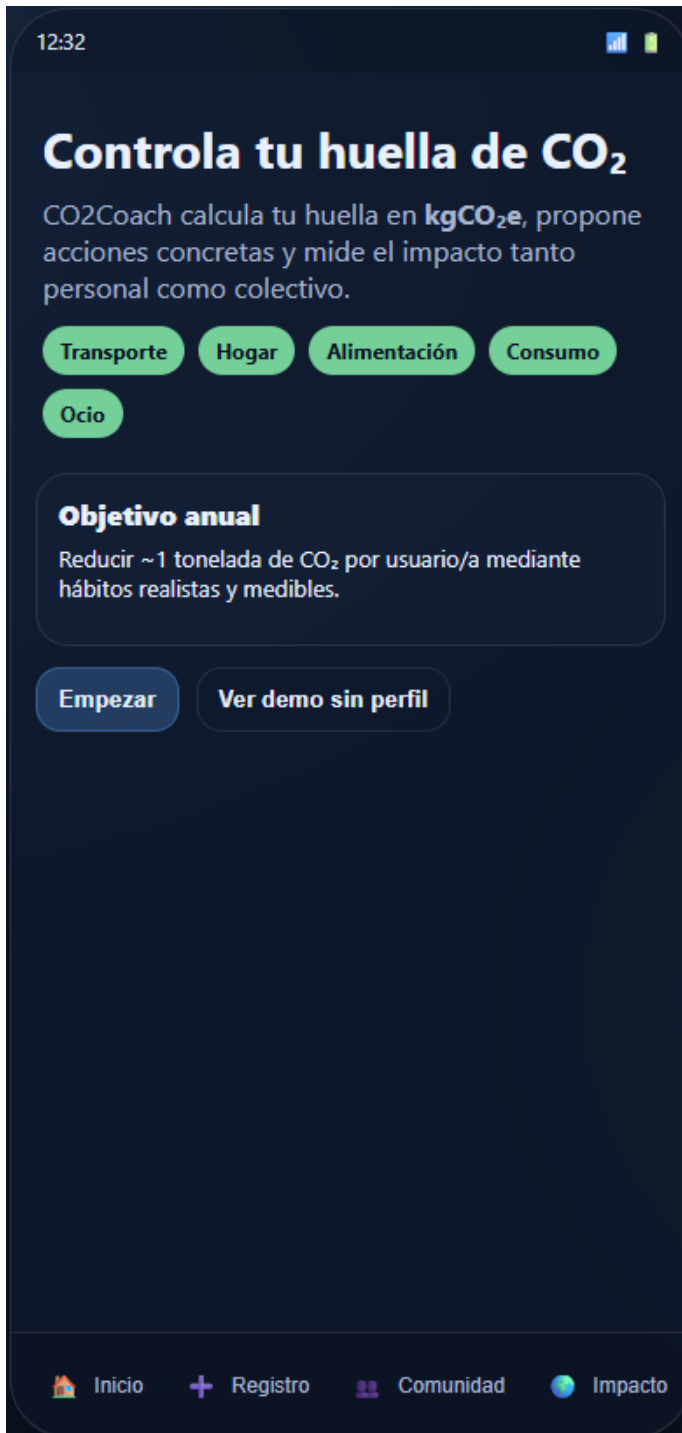 12:32
Controla tu huella de CO₂
CO2Coach calcula tu huella en kgCO₂e, propone
acciones concretas y mide el impacto tanto
personal como colectivo.
Transporte Hogar Alimentación Consumo
Ocio
Objetivo anual
Reducir ~1 tonelada de CO₂ por usuario/a mediante
hábitos realistas y medibles.
Empezar Ver demo sin perfil
Inicio Registro Comunidad Impacto